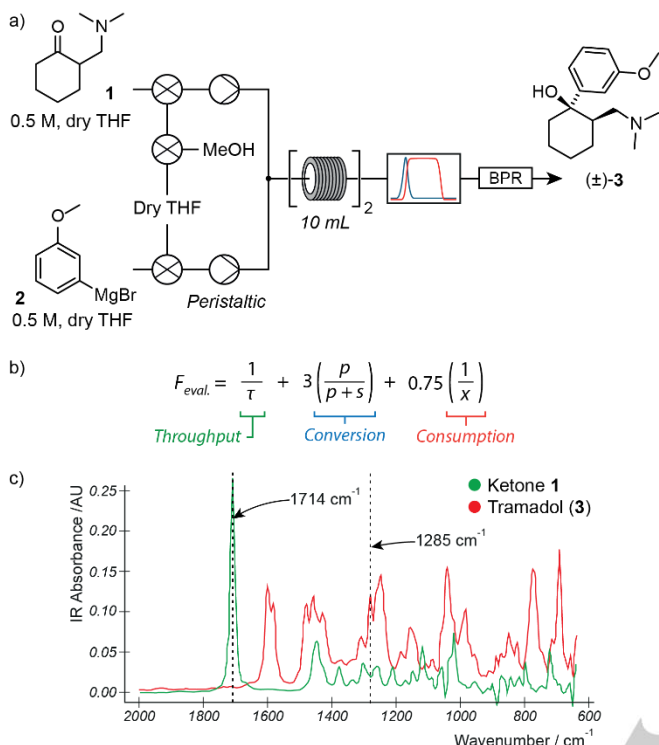 a)
O
N
1
0.5 M, dry THF
MeOH
Dry THF
O
2
MgBr
0.5 M, dry THF
Peristaltic
10 mL
2
BPR
O
HO
N
(±)-3
b)
F eval. = 1/τ + 3 (p/p + s) + 0.75 (1/x)
Throughput
Conversion
Consumption
c)
Ketone 1
Tramadol (3)
1714 cm⁻¹
1285 cm⁻¹
IR Absorbance /AU
0.25
0.20
0.15
0.10
0.05
0.00
2000 1800 1600 1400 1200 1000 800 600
Wavenumber / cm⁻¹